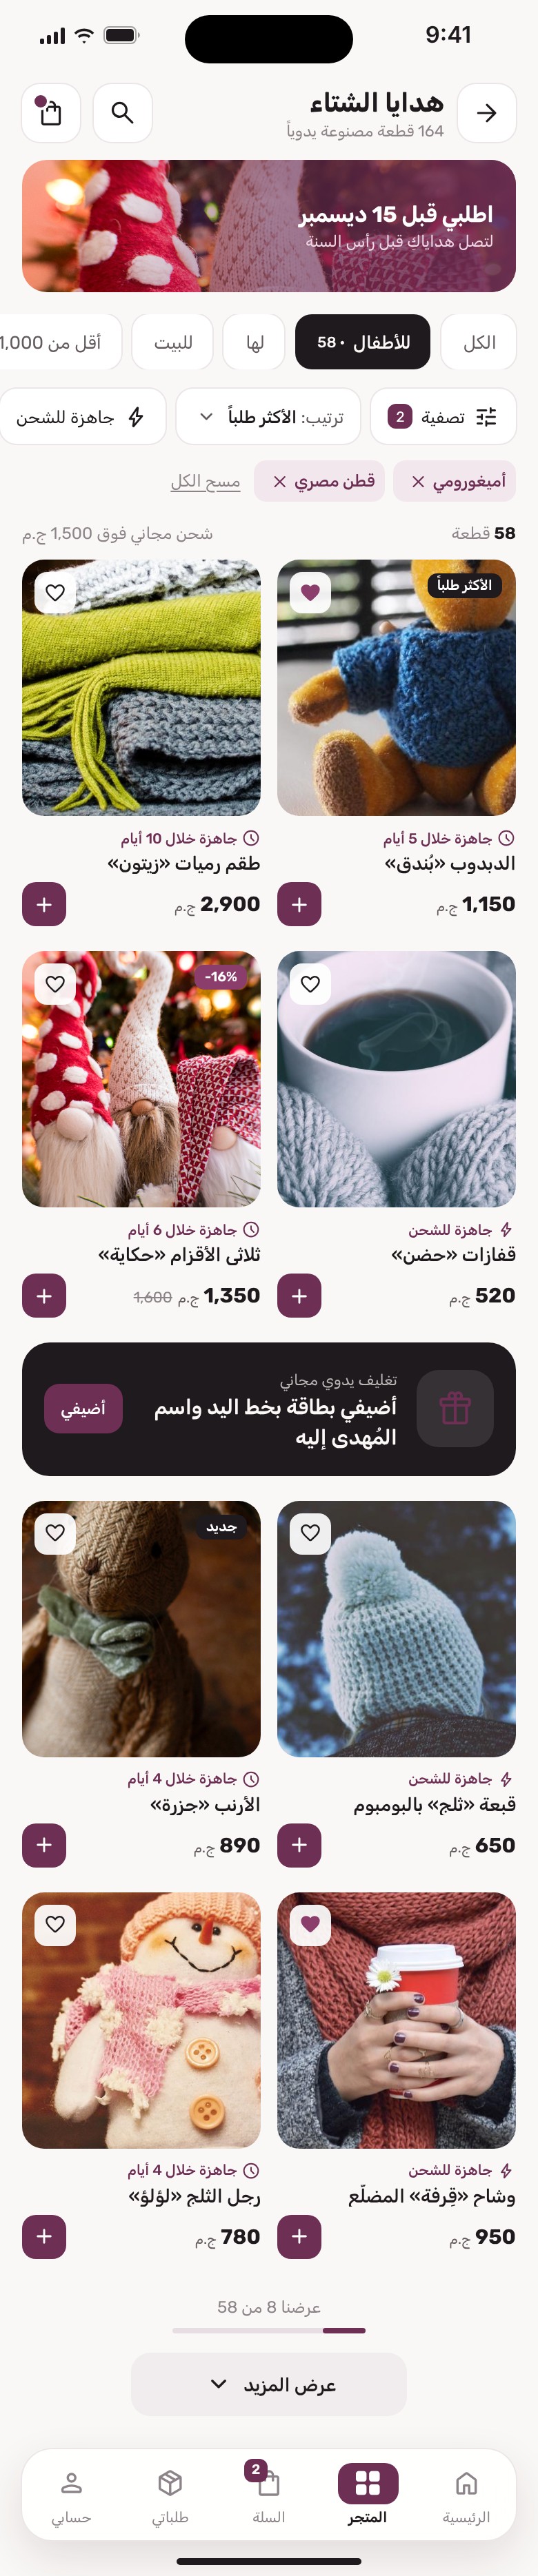 9:41
هدايا الشتاء
164 قطعة مصنوعة يدوياً
اطلبي قبل 15 ديسمبر
لتصل هداياكِ قبل رأس السنة
الكل
للأطفال • 58
لها
للبيت
أقل من 1,000
تصفية 2
ترتيب: الأكثر طلباً
جاهزة للشحن
أميغورومي
قطن مصري
مسح الكل
58 قطعة
شحن مجاني فوق 1,500 ج.م
الأكثر طلباً
جاهزة خلال 5 أيام
الدبدوب «بُندق»
1,150 ج.م
جاهزة خلال 10 أيام
طقم رميات «زيتون»
2,900 ج.م
جاهزة للشحن
قفازات «حضن»
520 ج.م
-16%
جاهزة خلال 6 أيام
ثلاثي الأقزام «حكاية»
1,350 ج.م 1,600
تغليف يدوي مجاني
أضيفي بطاقة بخط اليد واسم
المُهدى إليه
أضيفي
جاهزة للشحن
قبعة «ثلج» بالبومبوم
650 ج.م
جديد
جاهزة خلال 4 أيام
الأرنب «جزرة»
890 ج.م
جاهزة للشحن
وشاح «قِرفة» المضلّع
950 ج.م
جاهزة خلال 4 أيام
رجل الثلج «لؤلؤ»
780 ج.م
عرضنا 8 من 58
عرض المزيد
الرئيسية
المتجر
2
السلة
طلباتي
حسابي